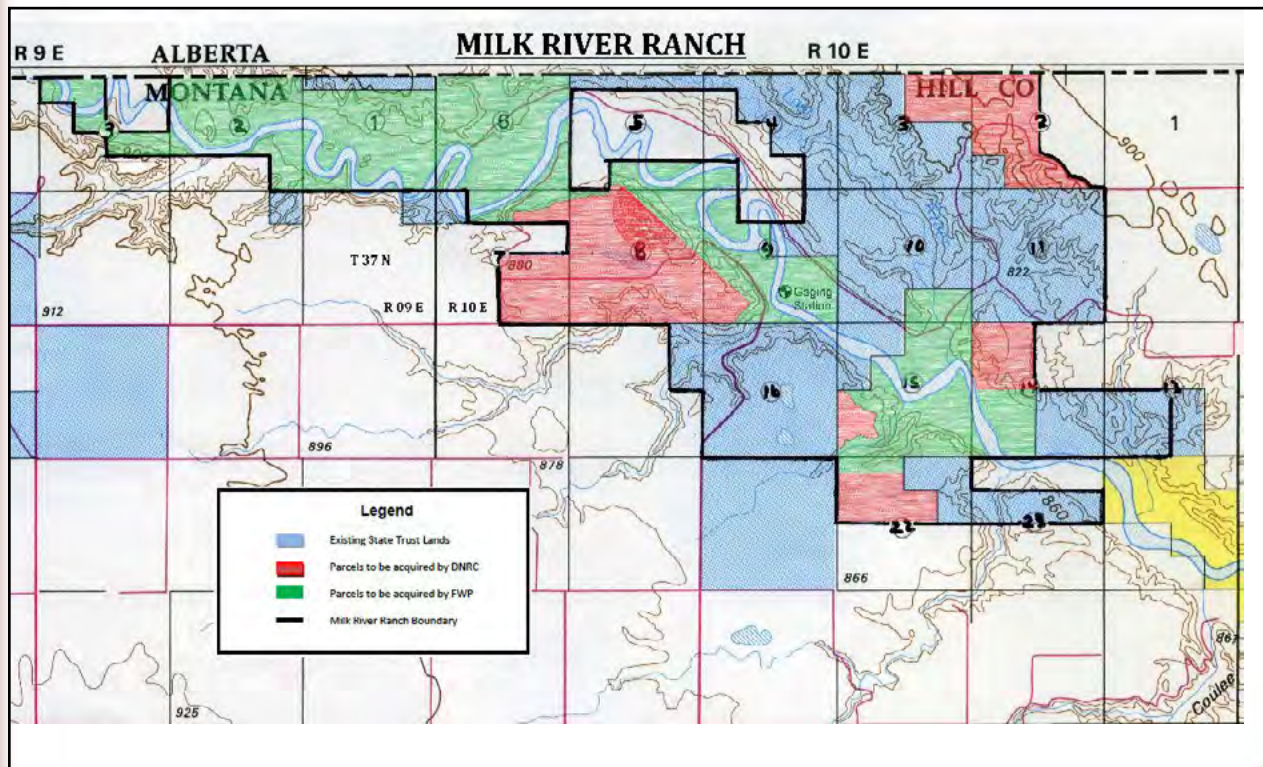 MILK RIVER RANCH
R 9 E ALBERTA R 10 E
MONTANA HILL CO
3 2 1 6 5 4 3 2 1
900
T 37 N 7 880 8 9 10 11
822
R 09 E R 10 E
Gaging
Station
912
16 15 14 13
896
878
860
22 23
866
Legend
Existing State Trust Lands
Parcels to be acquired by DNRC
Parcels to be acquired by FWP
Milk River Ranch Boundary
867
Coulee
925